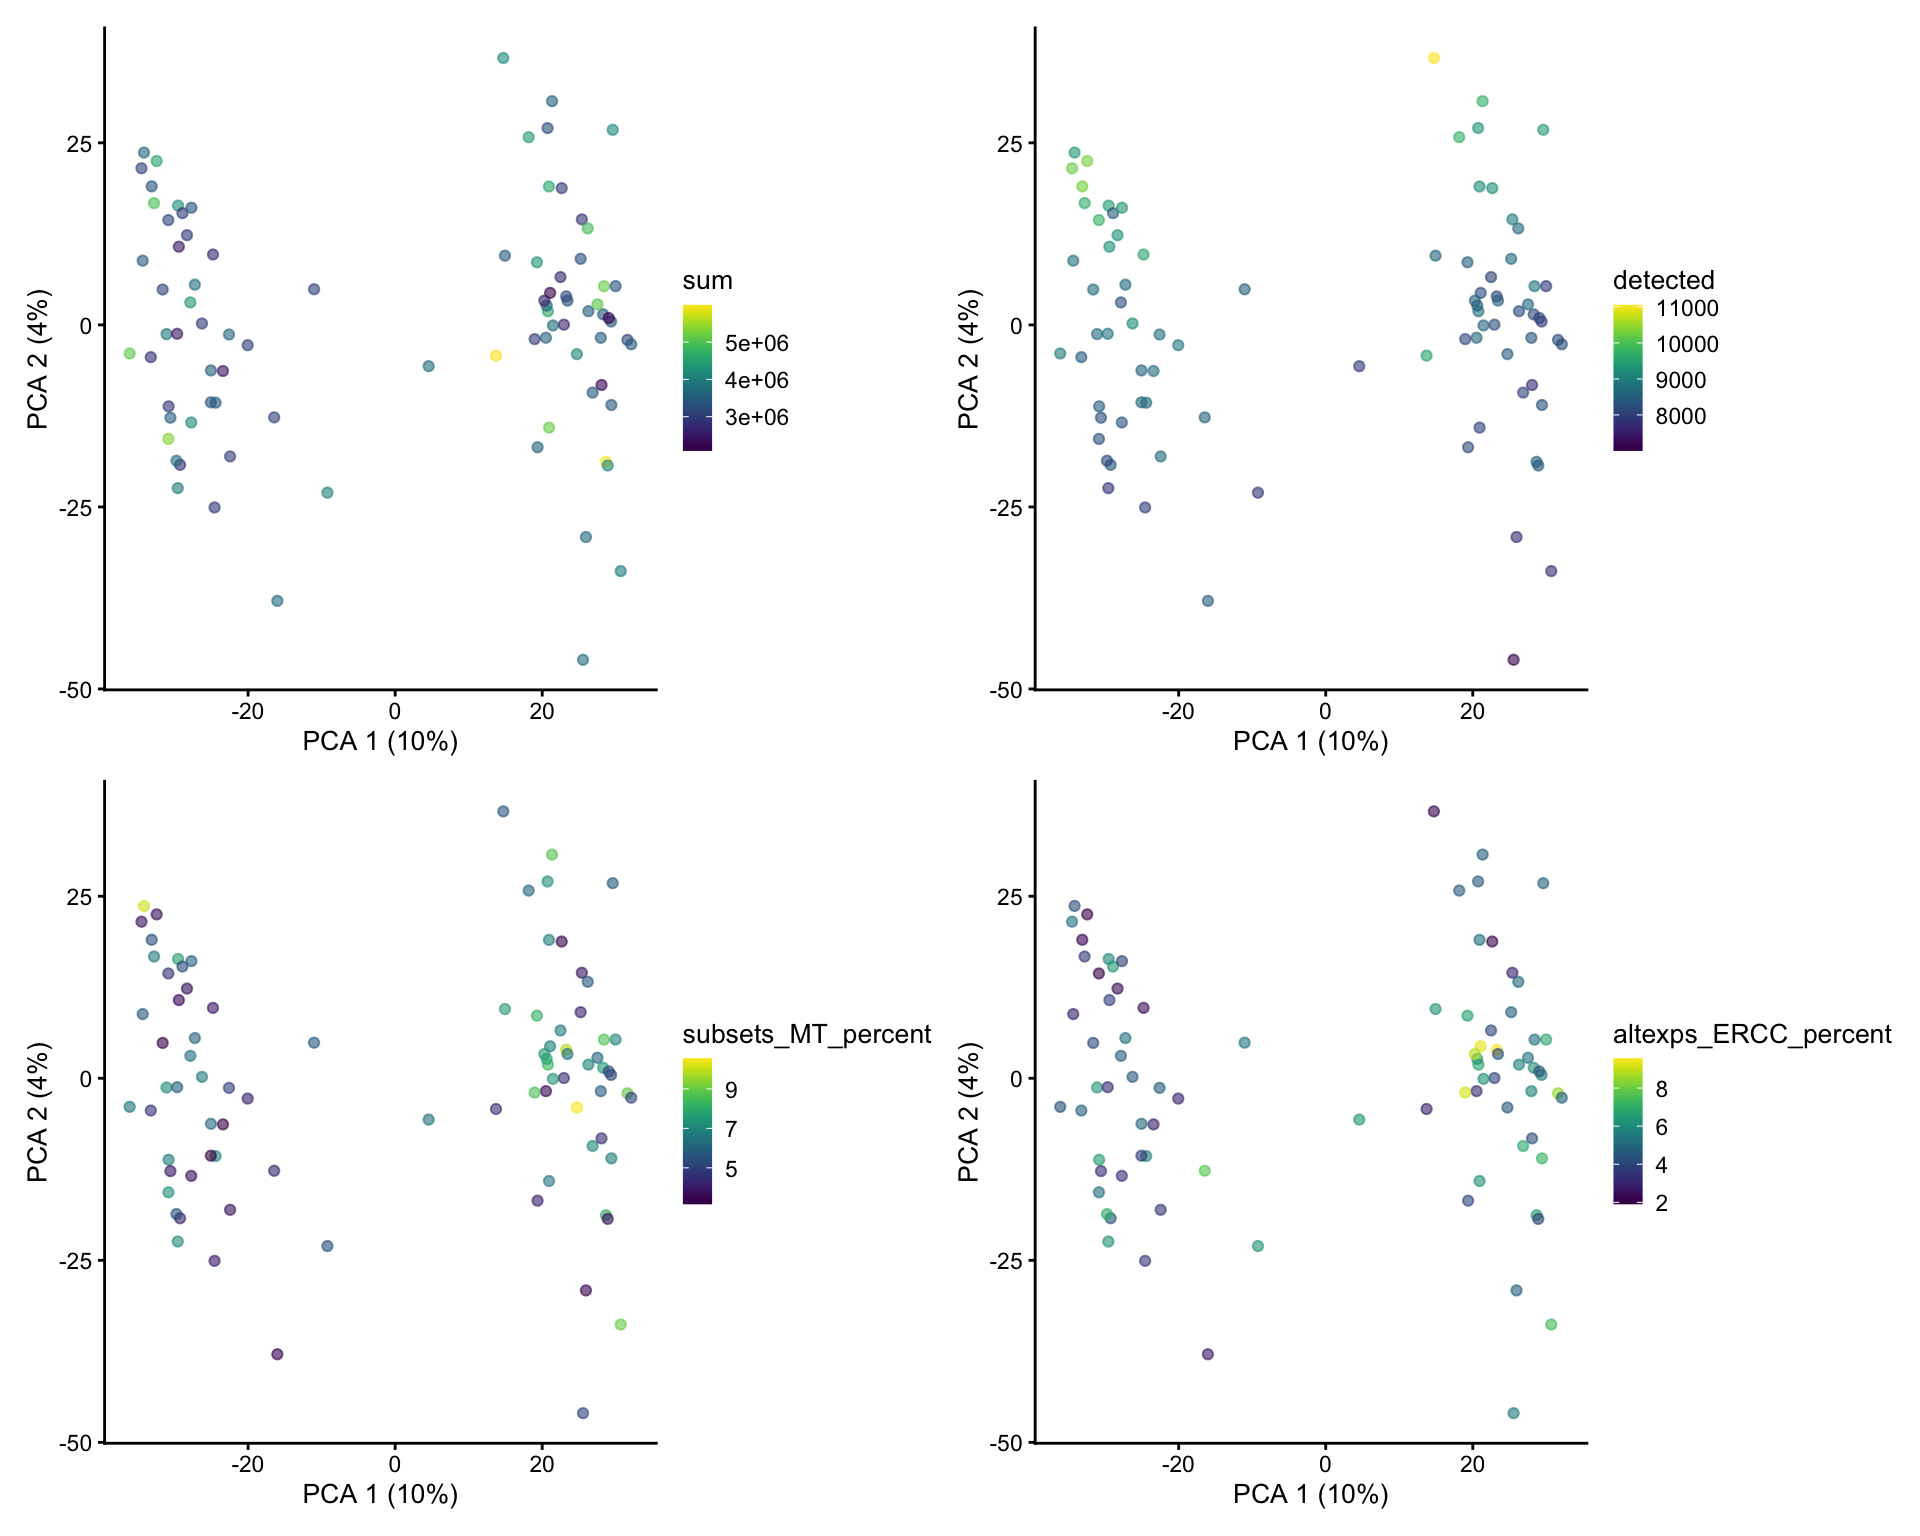 25
0
-25
-50
-20
0
20
PCA 1 (10%)
PCA 2 (4%)
sum
5e+06
4e+06
3e+06
25
0
-25
-50
-20
0
20
PCA 1 (10%)
PCA 2 (4%)
detected
11000
10000
9000
8000
25
0
-25
-50
-20
0
20
PCA 1 (10%)
PCA 2 (4%)
subsets_MT_percent
9
7
5
25
0
-25
-50
-20
0
20
PCA 1 (10%)
PCA 2 (4%)
altexps_ERCC_percent
8
6
4
2